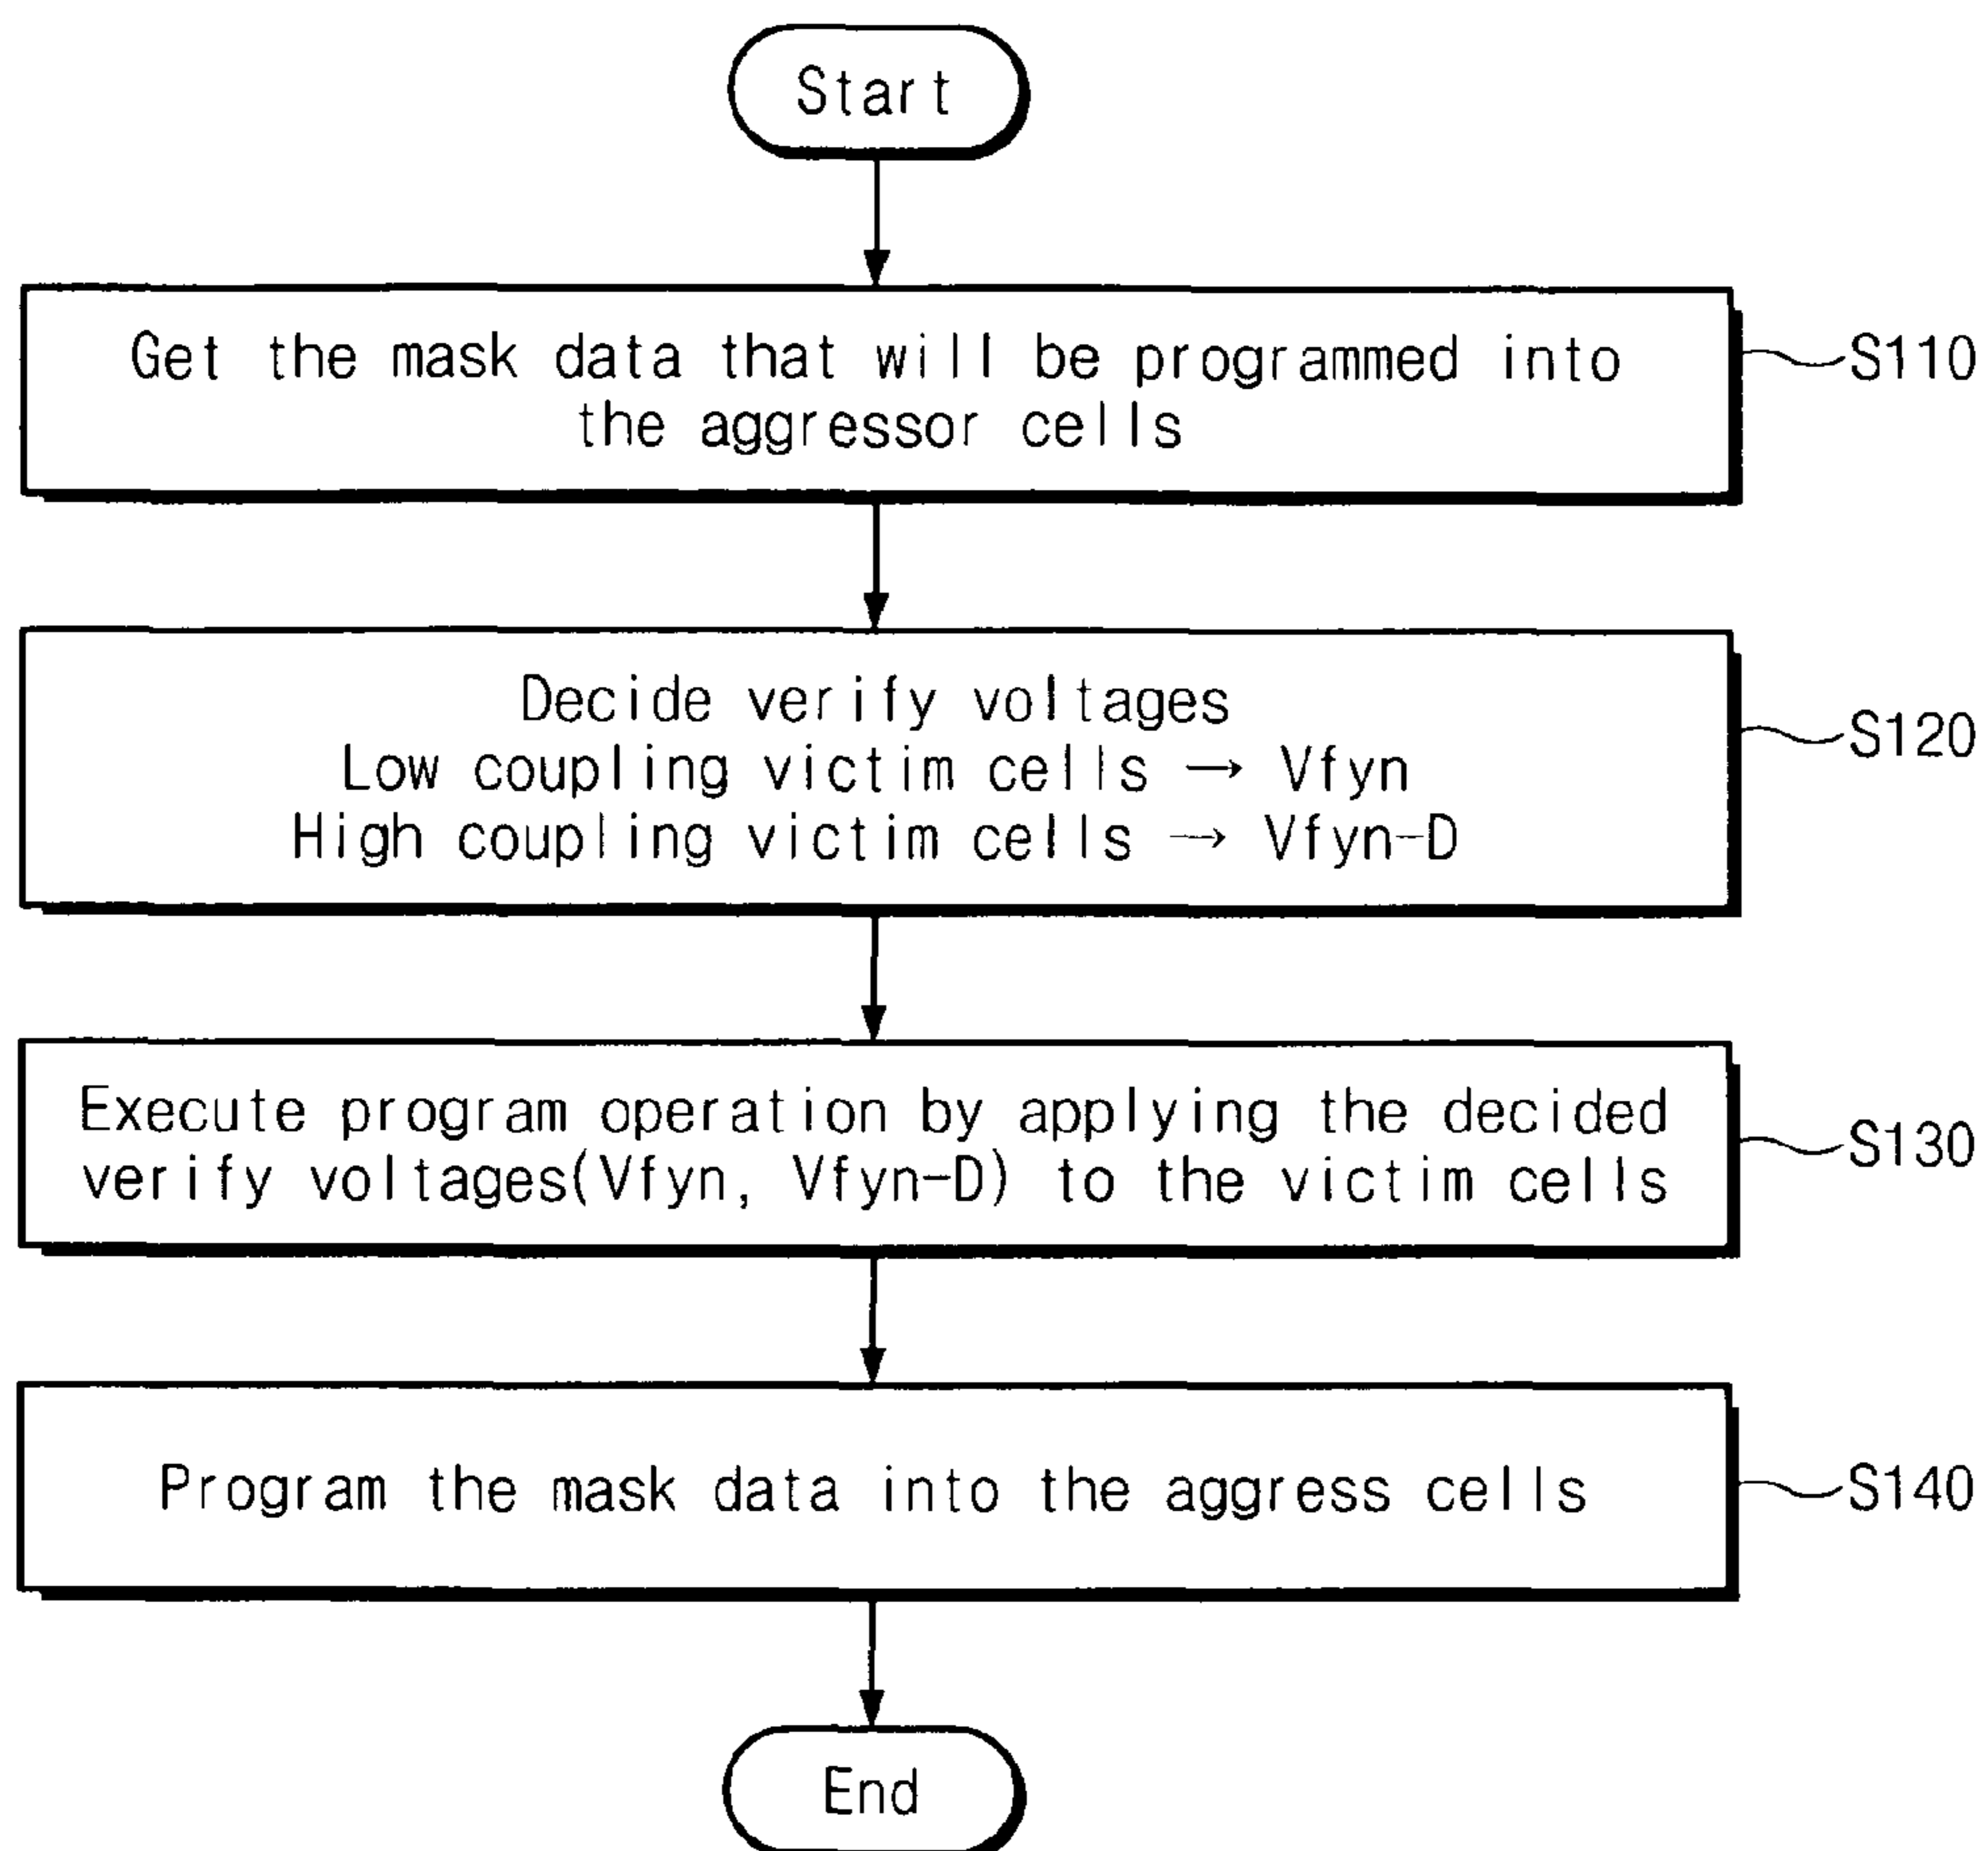 Start
Get the mask data that will be programmed into
the aggressor cells
S110
Decide verify voltages
Low coupling victim cells → Vfyn
High coupling victim cells → Vfyn-D
S120
Execute program operation by applying the decided
verify voltages(Vfyn, Vfyn-D) to the victim cells
S130
Program the mask data into the aggress cells
S140
End